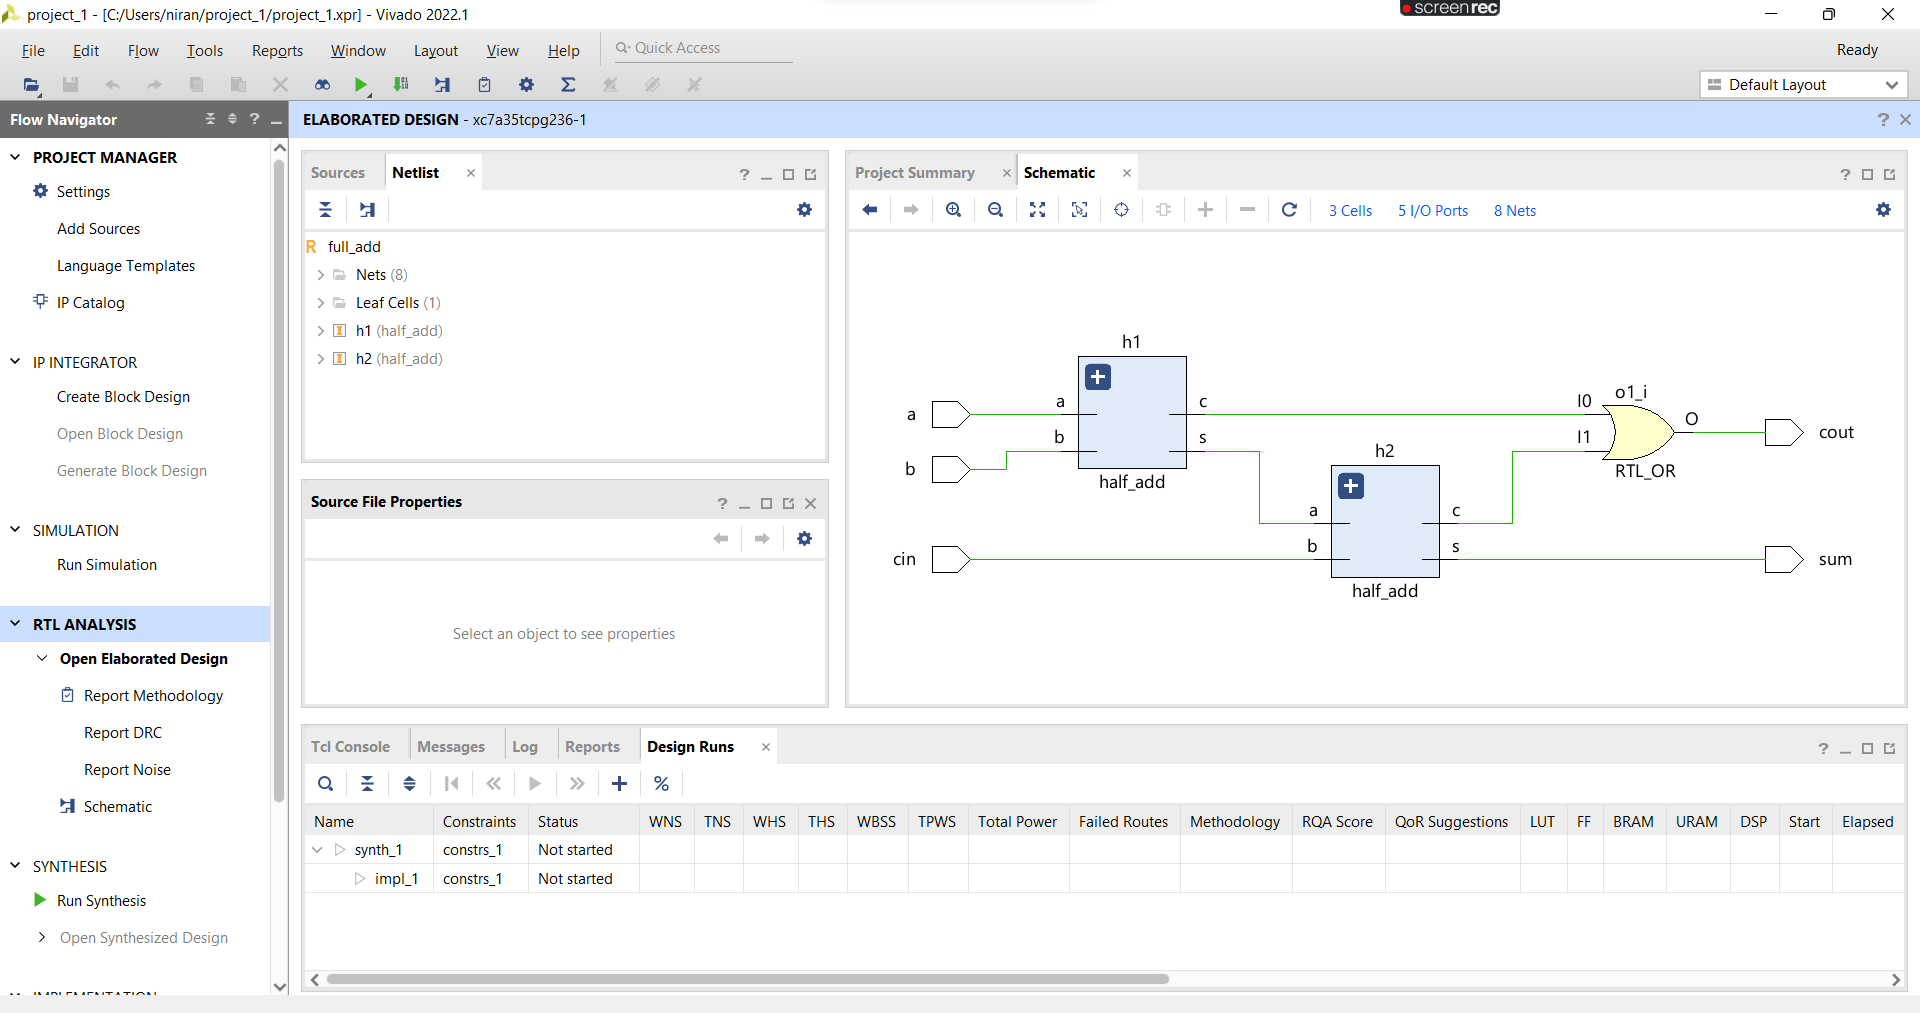 project_1 - [C:/Users/niran/project_1/project_1.xpr] - Vivado 2022.1
screenrec
File Edit Flow Tools Reports Window Layout View Help
Quick Access
Ready
Default Layout
Flow Navigator
ELABORATED DESIGN - xc7a35tcpg236-1
PROJECT MANAGER
Settings
Add Sources
Language Templates
IP Catalog
IP INTEGRATOR
Create Block Design
Open Block Design
Generate Block Design
SIMULATION
Run Simulation
RTL ANALYSIS
Open Elaborated Design
Report Methodology
Report DRC
Report Noise
Schematic
SYNTHESIS
Run Synthesis
Open Synthesized Design
IMPLEMENTATION
Sources Netlist
R full_add
Nets (8)
Leaf Cells (1)
h1 (half_add)
h2 (half_add)
Source File Properties
Select an object to see properties
Project Summary Schematic
3 Cells 5 I/O Ports 8 Nets
h1
a
b
a
b
c
s
half_add
h2
cin
a
b
c
s
half_add
I0
I1
o1_i
O
RTL_OR
cout
sum
Tcl Console Messages Log Reports Design Runs
Name Constraints Status WNS TNS WHS THS WBSS TPWS Total Power Failed Routes Methodology RQA Score QoR Suggestions LUT FF BRAM URAM DSP Start Elapsed
synth_1 constrs_1 Not started
impl_1 constrs_1 Not started